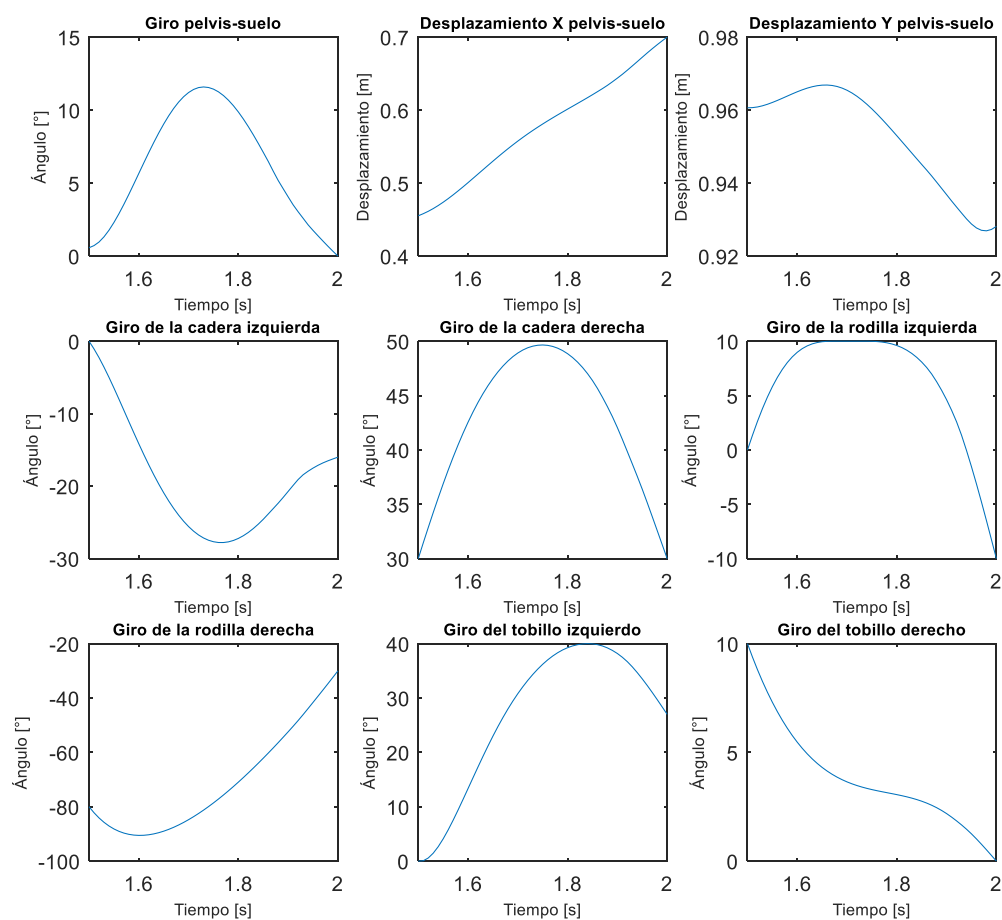 Giro pelvis-suelo
15
10
5
0
Ángulo [°]
1.6
1.8
2
Tiempo [s]
Desplazamiento X pelvis-suelo
0.7
0.6
0.5
0.4
Desplazamiento [m]
1.6
1.8
2
Tiempo [s]
Desplazamiento Y pelvis-suelo
0.98
0.96
0.94
0.92
Desplazamiento [m]
1.6
1.8
2
Tiempo [s]
Giro de la cadera izquierda
0
-10
-20
-30
Ángulo [°]
1.6
1.8
2
Tiempo [s]
Giro de la cadera derecha
50
45
40
35
30
Ángulo [°]
1.6
1.8
2
Tiempo [s]
Giro de la rodilla izquierda
10
5
0
-5
-10
Ángulo [°]
1.6
1.8
2
Tiempo [s]
Giro de la rodilla derecha
-20
-40
-60
-80
-100
Ángulo [°]
1.6
1.8
2
Tiempo [s]
Giro del tobillo izquierdo
40
30
20
10
0
Ángulo [°]
1.6
1.8
2
Tiempo [s]
Giro del tobillo derecho
10
5
0
Ángulo [°]
1.6
1.8
2
Tiempo [s]